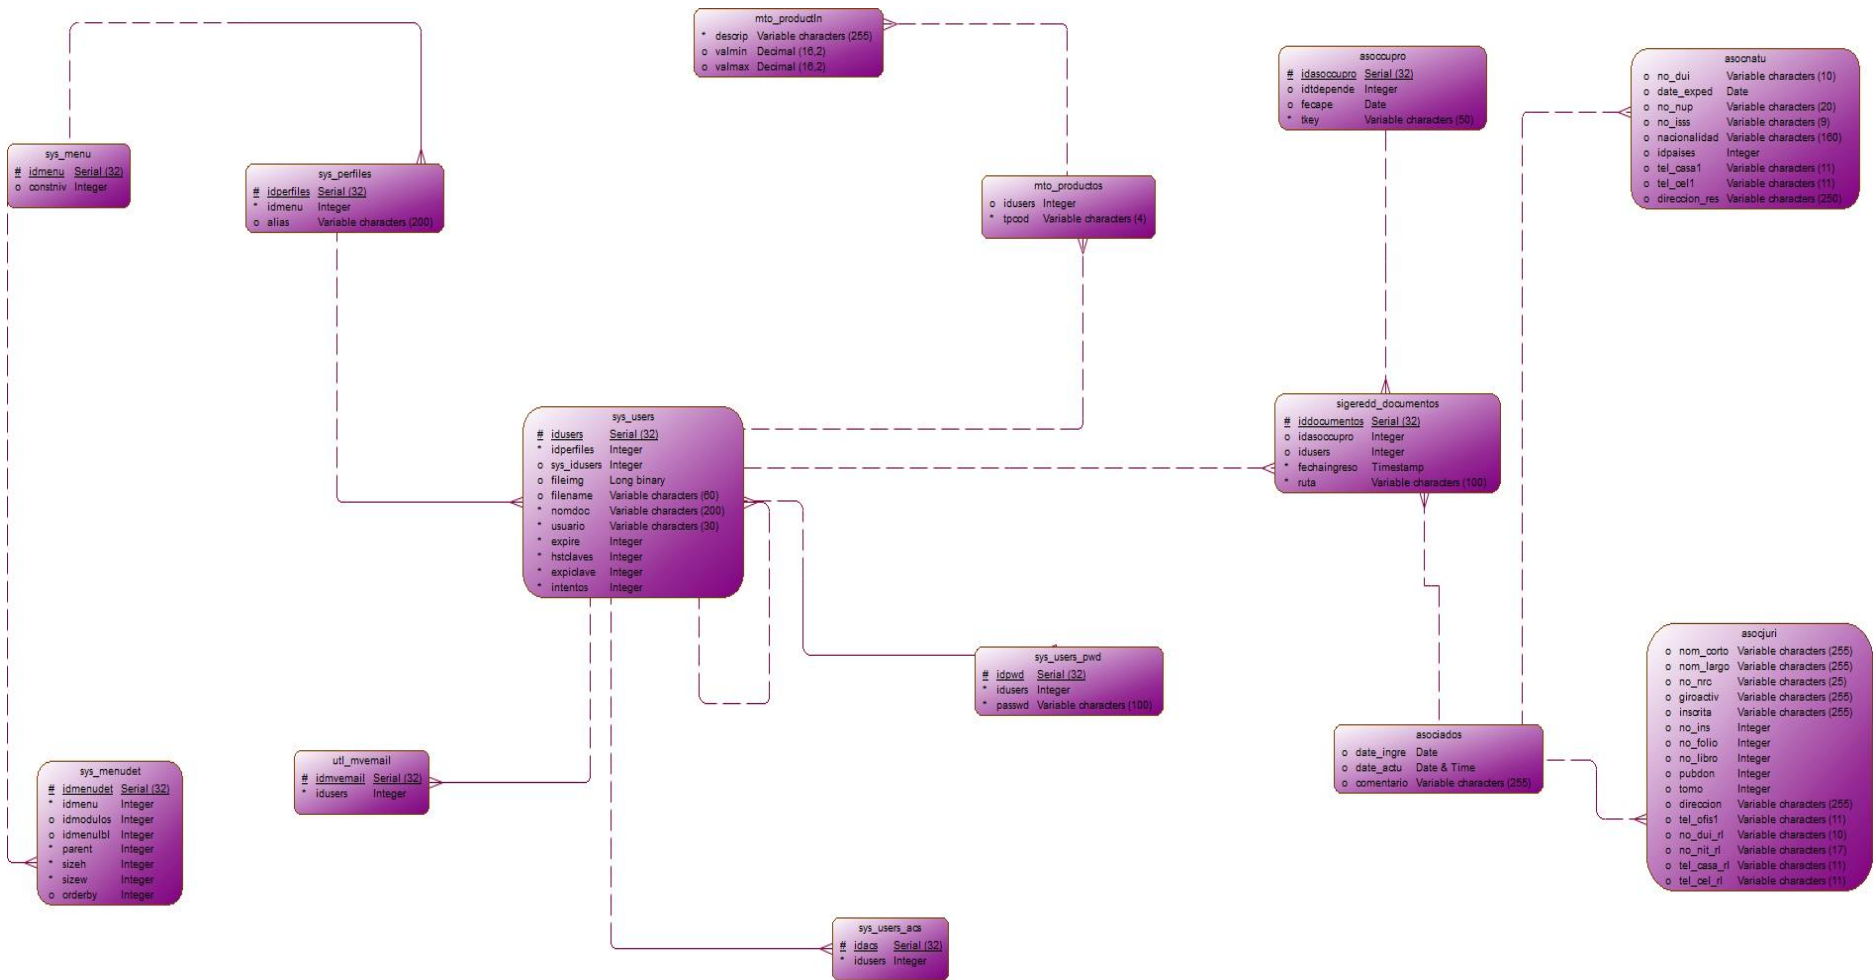 mto_productln
* descrip Variable characters (255)
o valmin Decimal (16,2)
o valmax Decimal (16,2)
asoccupro
# idasoccupro Serial (32)
o idtdepende Integer
o fecape Date
* tkey Variable characters (50)
asocnatu
o no_dui Variable characters (10)
o date_exped Date
o no_nup Variable characters (20)
o no_isss Variable characters (9)
o nacionalidad Variable characters (160)
o idpaises Integer
o tel_casa1 Variable characters (11)
o tel_cel1 Variable characters (11)
o direccion_res Variable characters (250)
sys_menu
# idmenu Serial (32)
o constniv Integer
sys_perfiles
# idperfiles Serial (32)
* idmenu Integer
o alias Variable characters (200)
mto_productos
o idusers Integer
* tpcod Variable characters (4)
sys_users
# idusers Serial (32)
* idperfiles Integer
o sys_idusers Integer
o fileimg Long binary
o filename Variable characters (60)
* nomdoc Variable characters (200)
* usuario Variable characters (30)
* expire Integer
* hstclaves Integer
* expiclave Integer
* intentos Integer
sigeredd_documentos
# iddocumentos Serial (32)
o idasoccupro Integer
o idusers Integer
* fechaingreso Timestamp
* ruta Variable characters (100)
sys_users_pwd
# idpwd Serial (32)
* idusers Integer
* passwd Variable characters (100)
asocjuri
o nom_corto Variable characters (255)
o nom_largo Variable characters (255)
o no_nrc Variable characters (25)
o giroactiv Variable characters (255)
o inscrita Variable characters (255)
o no_ins Integer
o no_folio Integer
o no_libro Integer
o pubdon Integer
o tomo Integer
o direccion Variable characters (255)
o tel_ofis1 Variable characters (11)
o no_dui_rl Variable characters (10)
o no_nit_rl Variable characters (17)
o tel_casa_rl Variable characters (11)
o tel_cel_rl Variable characters (11)
asociados
o date_ingre Date
o date_actu Date & Time
o comentario Variable characters (255)
utl_mvemail
# idmvemail Serial (32)
* idusers Integer
sys_menudet
# idmenudet Serial (32)
* idmenu Integer
o idmodulos Integer
o idmenulbl Integer
* parent Integer
* sizeh Integer
* sizew Integer
o orderby Integer
sys_users_acs
# idacs Serial (32)
* idusers Integer